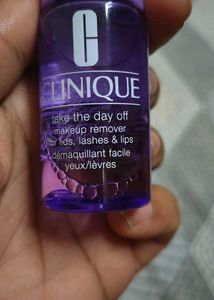 C
CLINIQUE
take the day off
makeup remover
for lids, lashes & lips
démaquillant facile
yeux/lèvres